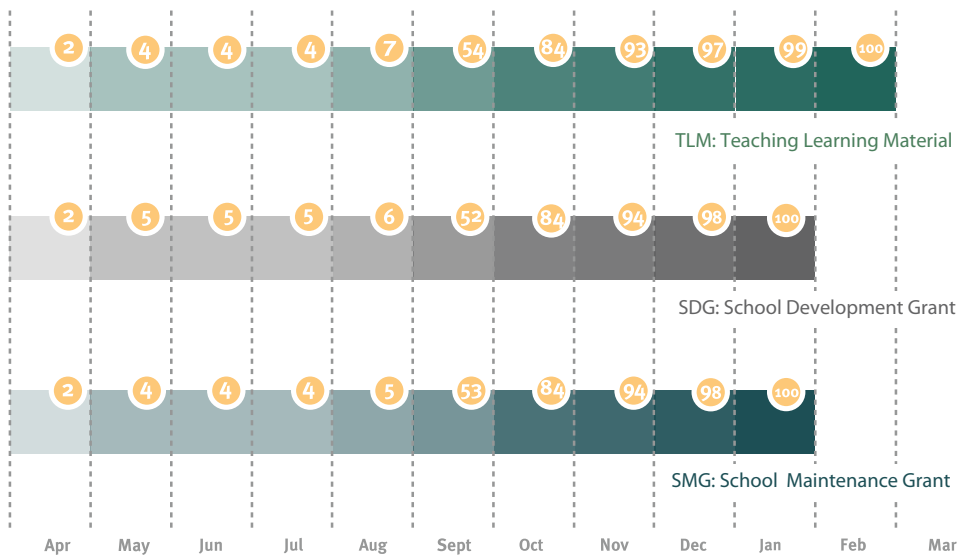 2 4 4 4 7 54 84 93 97 99 100
TLM: Teaching Learning Material
2 5 5 5 6 52 84 94 98 100
SDG: School Development Grant
2 4 4 4 5 53 84 94 98 100
SMG: School Maintenance Grant
Apr May Jun Jul Aug Sept Oct Nov Dec Jan Feb Mar